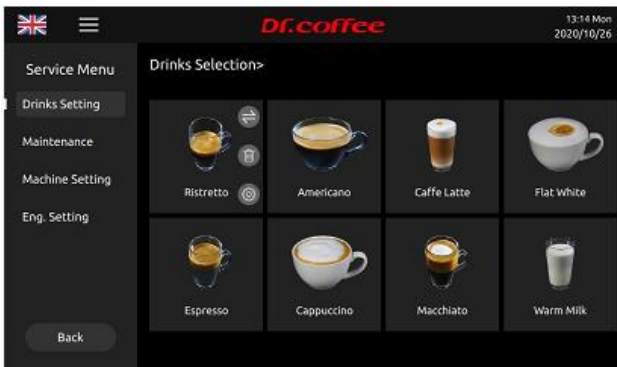 Dr.coffee
13:14 Mon
2020/10/26
Service Menu
Drinks Setting
Maintenance
Machine Setting
Eng. Setting
Back
Drinks Selection>
Ristretto
Americano
Caffe Latte
Flat White
Espresso
Cappuccino
Macchiato
Warm Milk